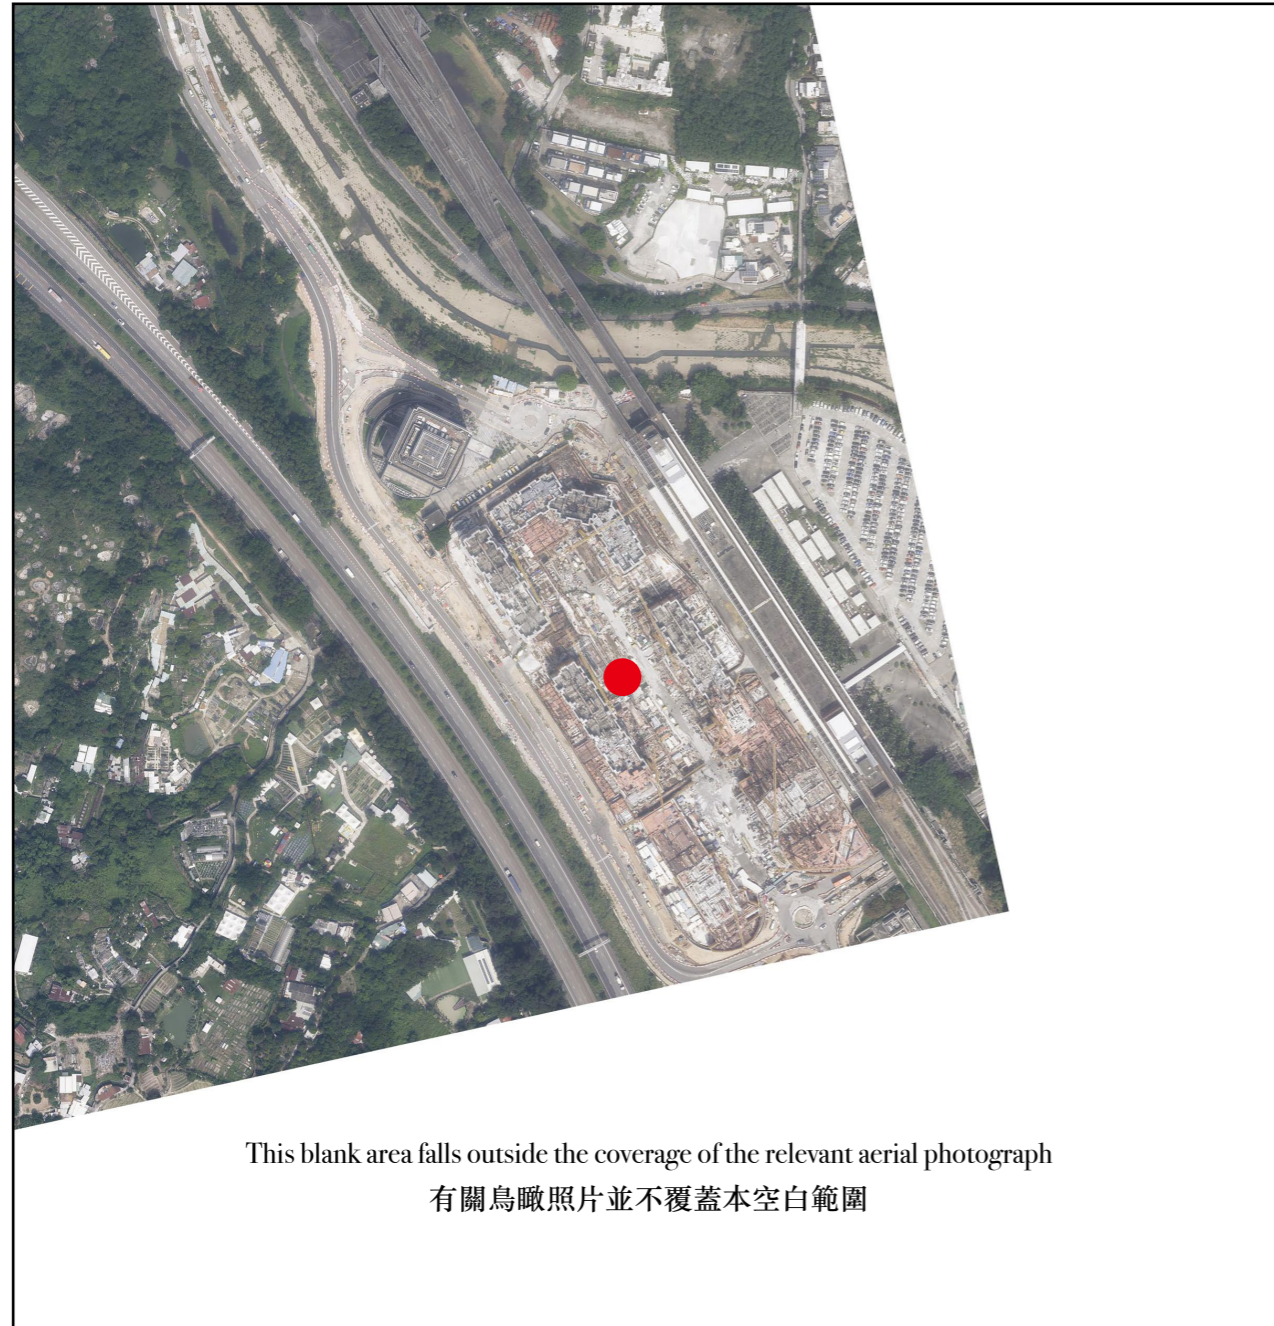 This blank area falls outside the coverage of the relevant aerial photograph
有關鳥瞰照片並不覆蓋本空白範圍